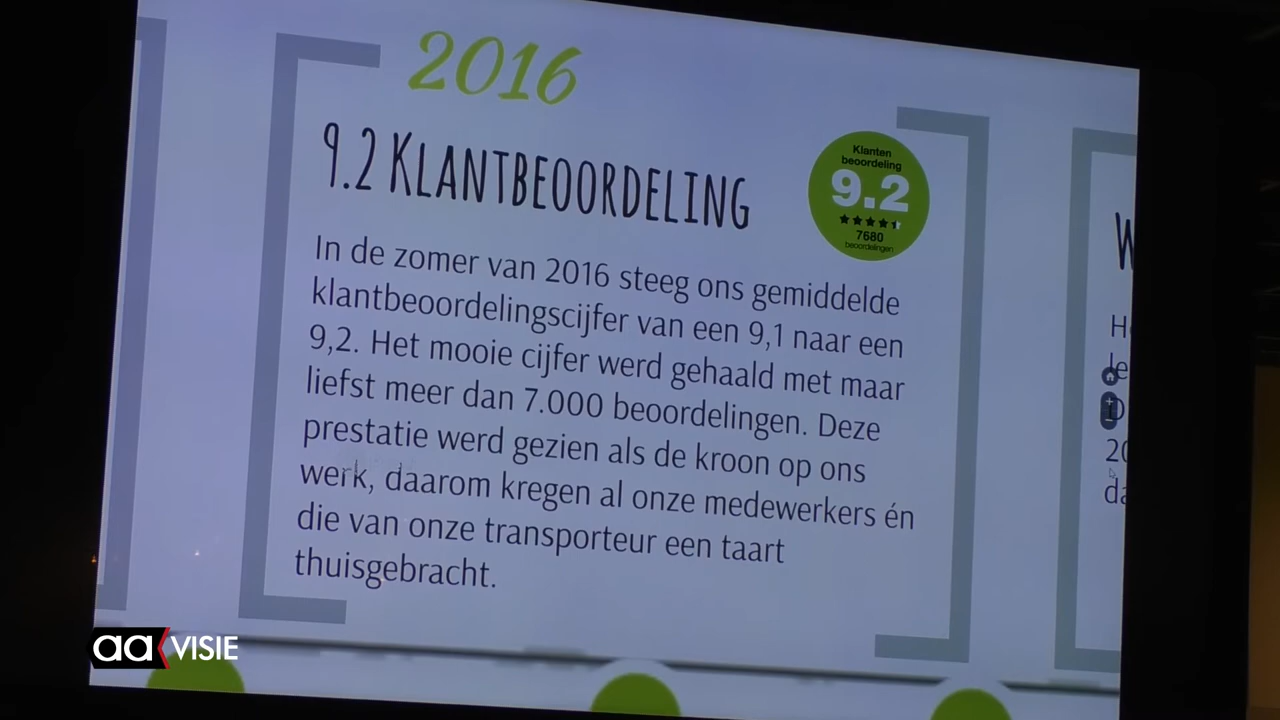 2016
9.2 KLANTBEOORDELING
Klanten
beoordeling
9.2
7680
beoordelingen
In de zomer van 2016 steeg ons gemiddelde
klantbeoordelingscijfer van een 9,1 naar een
9,2. Het mooie cijfer werd gehaald met maar
liefst meer dan 7.000 beoordelingen. Deze
prestatie werd gezien als de kroon op ons
werk, daarom kregen al onze medewerkers én
die van onze transporteur een taart
thuisgebracht.
aa VISIE